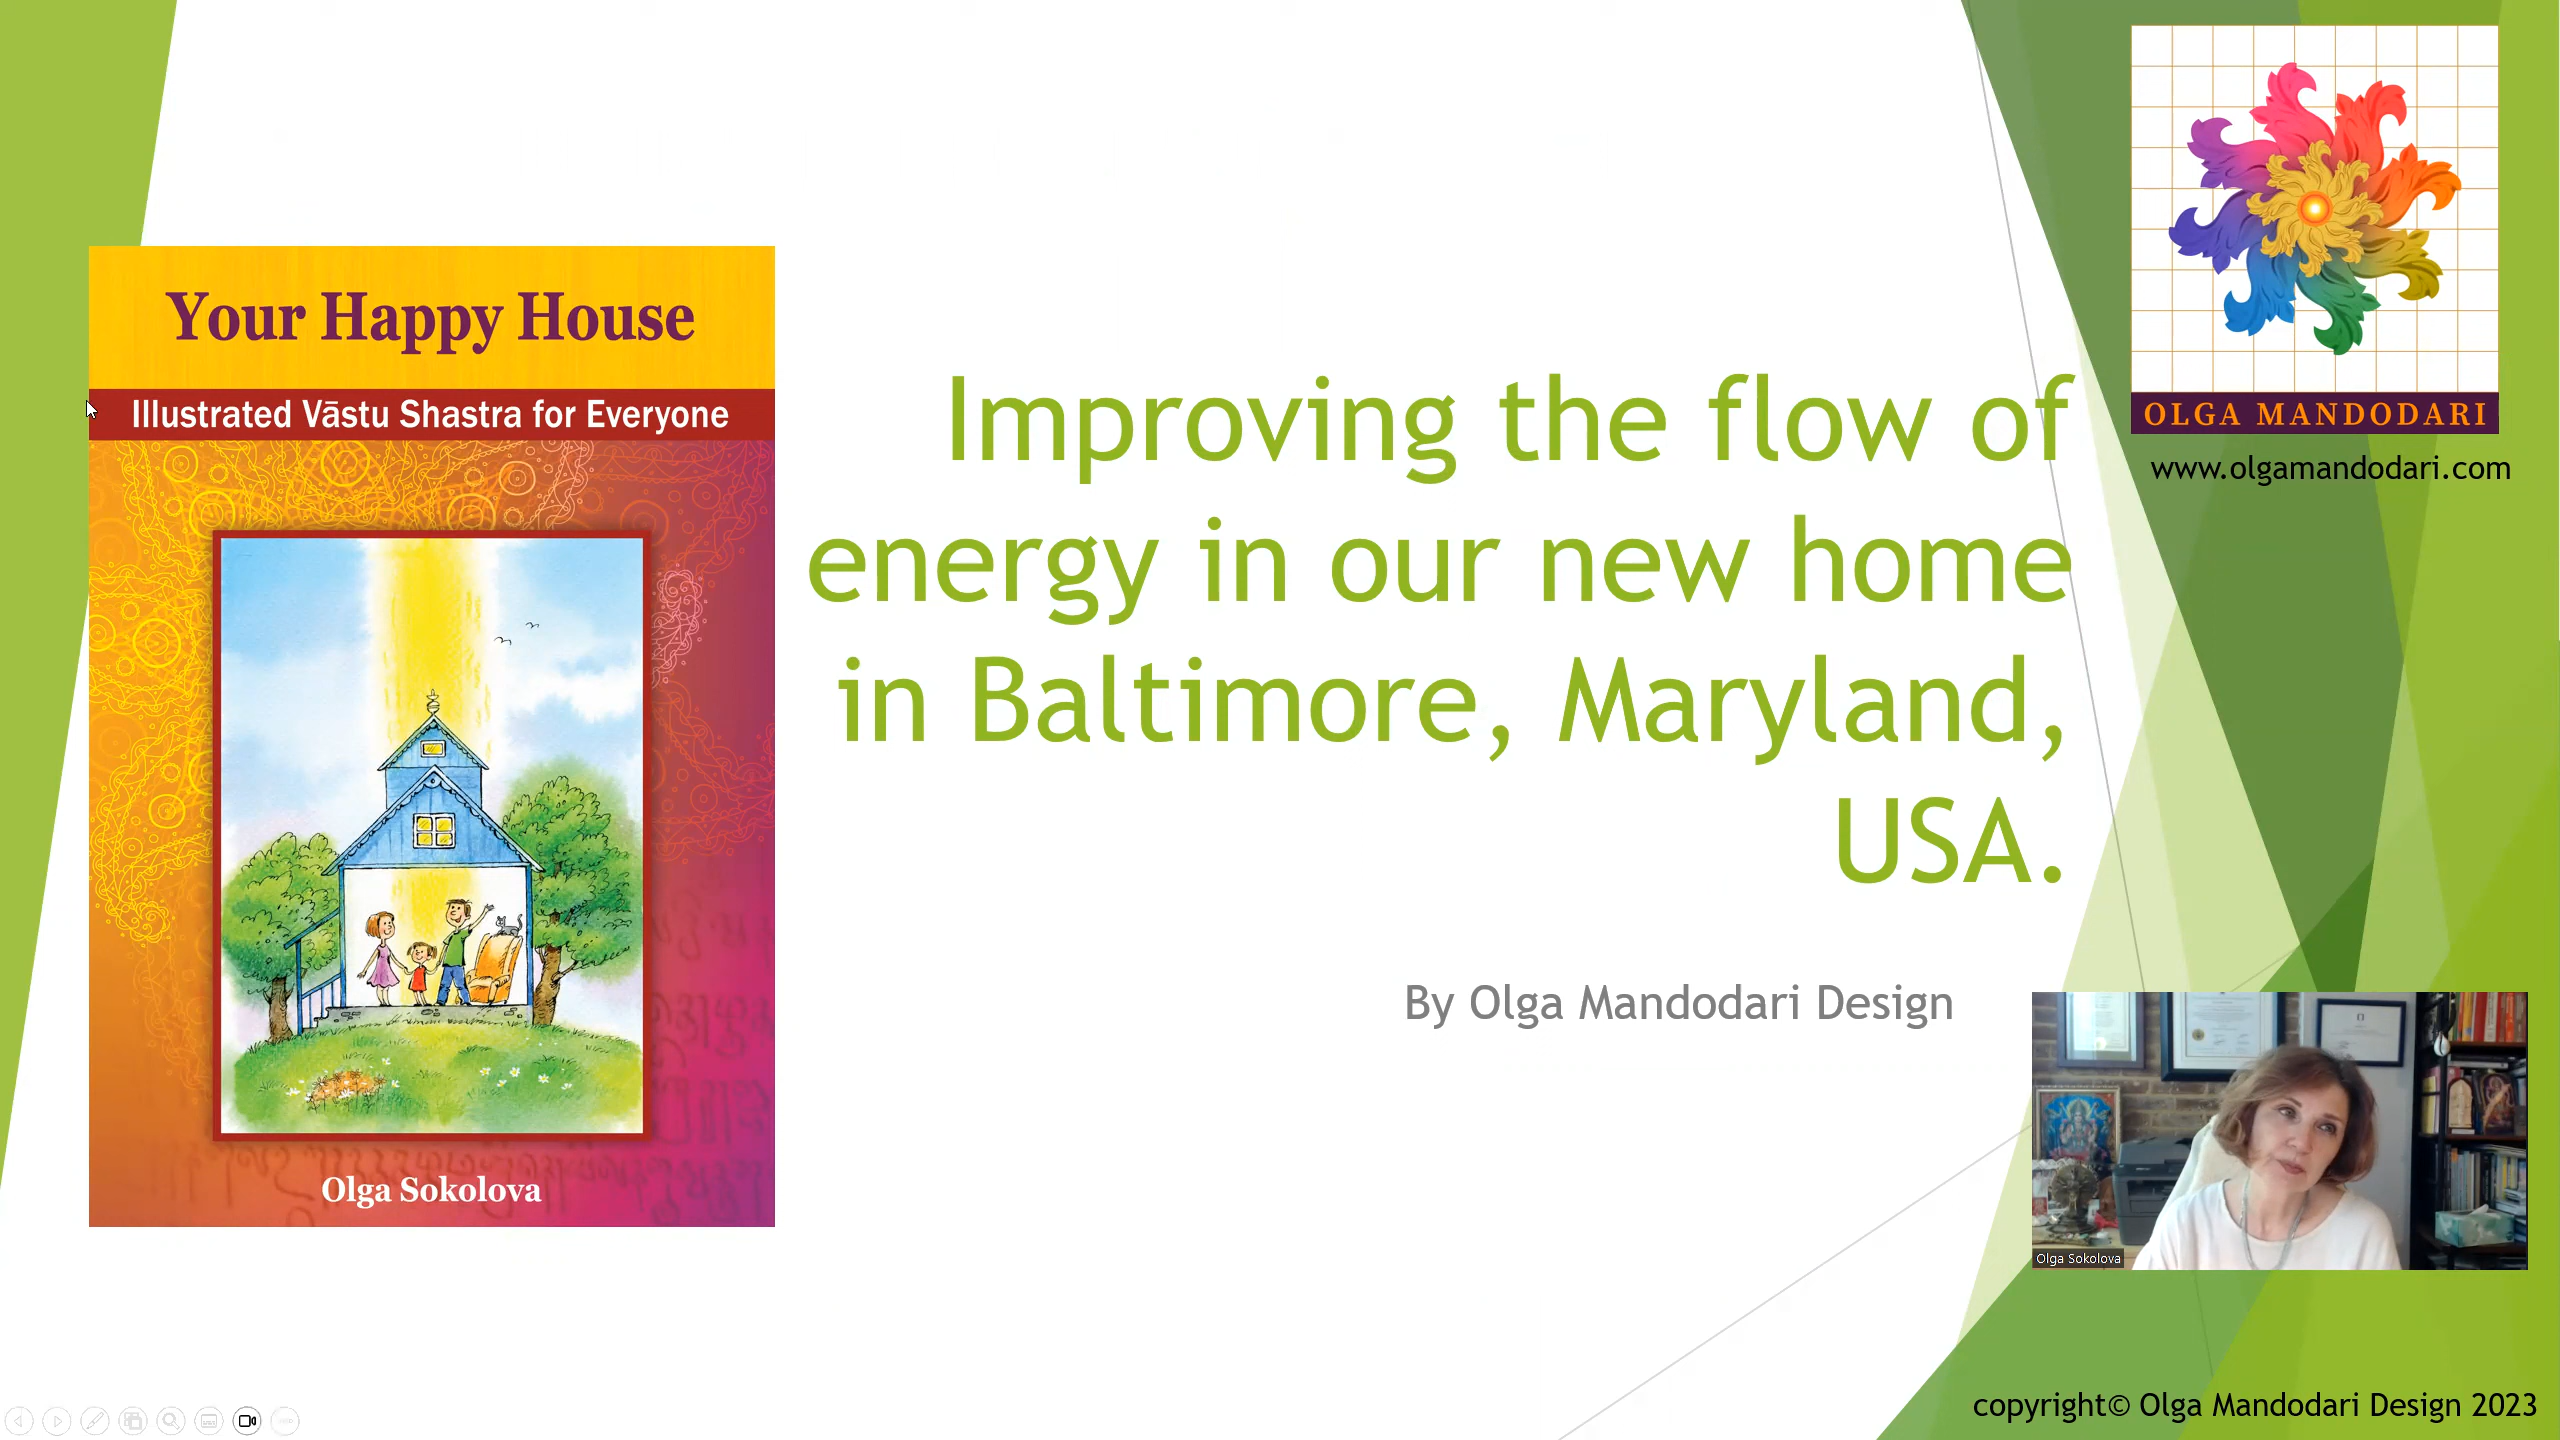 Your Happy House
Illustrated Vāstu Shastra for Everyone
Olga Sokolova
Improving the flow of
energy in our new home
in Baltimore, Maryland,
USA.
By Olga Mandodari Design
OLGA MANDODARI
www.olgamandodari.com
Olga Sokolova
copyright© Olga Mandodari Design 2023